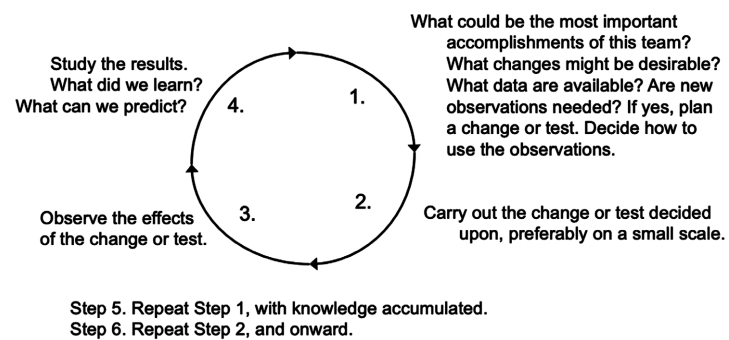 What could be the most important
accomplishments of this team?
What changes might be desirable?
What data are available? Are new
observations needed? If yes, plan
a change or test. Decide how to
use the observations.
1.
Carry out the change or test decided
upon, preferably on a small scale.
2.
Observe the effects
of the change or test.
3.
Study the results.
What did we learn?
What can we predict?
4.
Step 5. Repeat Step 1, with knowledge accumulated.
Step 6. Repeat Step 2, and onward.